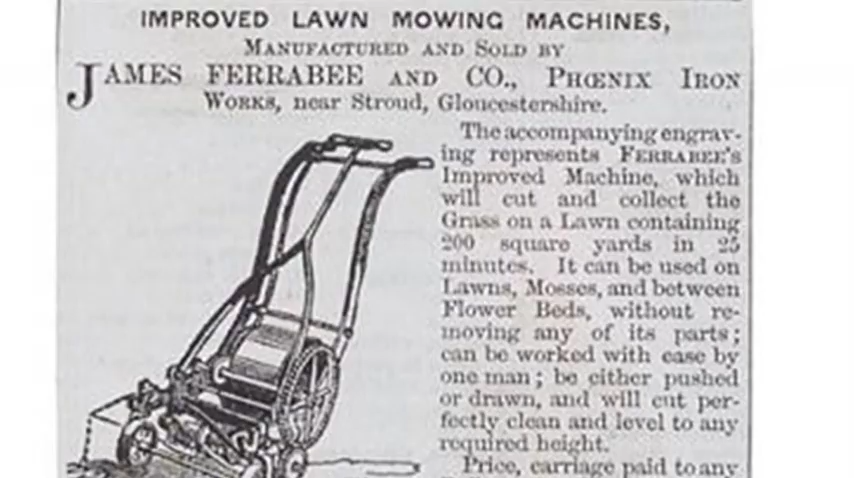 IMPROVED LAWN MOWING MACHINES,
MANUFACTURED AND SOLD BY
JAMES FERRABEE AND CO., PHŒNIX IRON
WORKS, near Stroud, Gloucestershire.
The accompanying engrav-
ing represents FERRABEE'S
Improved Machine, which
will cut and collect the
Grass on a Lawn containing
200 square yards in 25
minutes. It can be used on
Lawns, Mosses, and between
Flower Beds, without re-
moving any of its parts;
can be worked with ease by
one man; be either pushed
or drawn, and will cut per-
fectly clean and level to any
required height.
Price, carriage paid to any